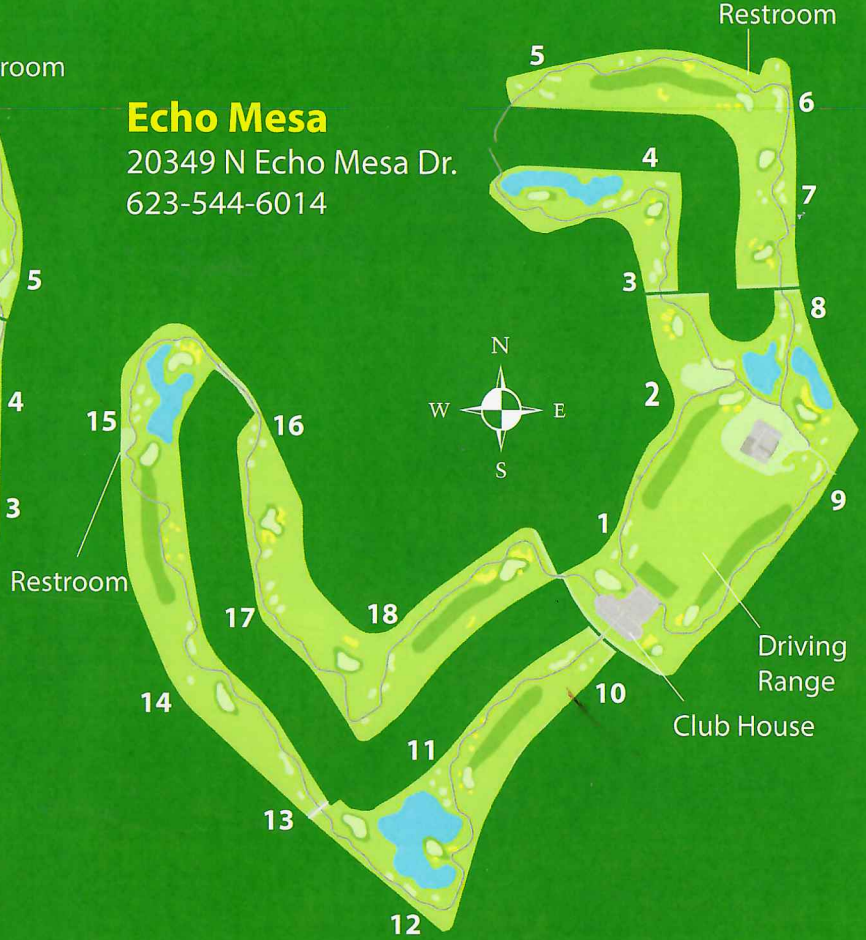 Restroom
5
room
6
Echo Mesa
20349 N Echo Mesa Dr.
623-544-6014
4
7
5
3
8
N
W
E
S
2
4
15
16
9
3
1
Restroom
17
18
Driving
Range
14
10
Club House
11
13
12